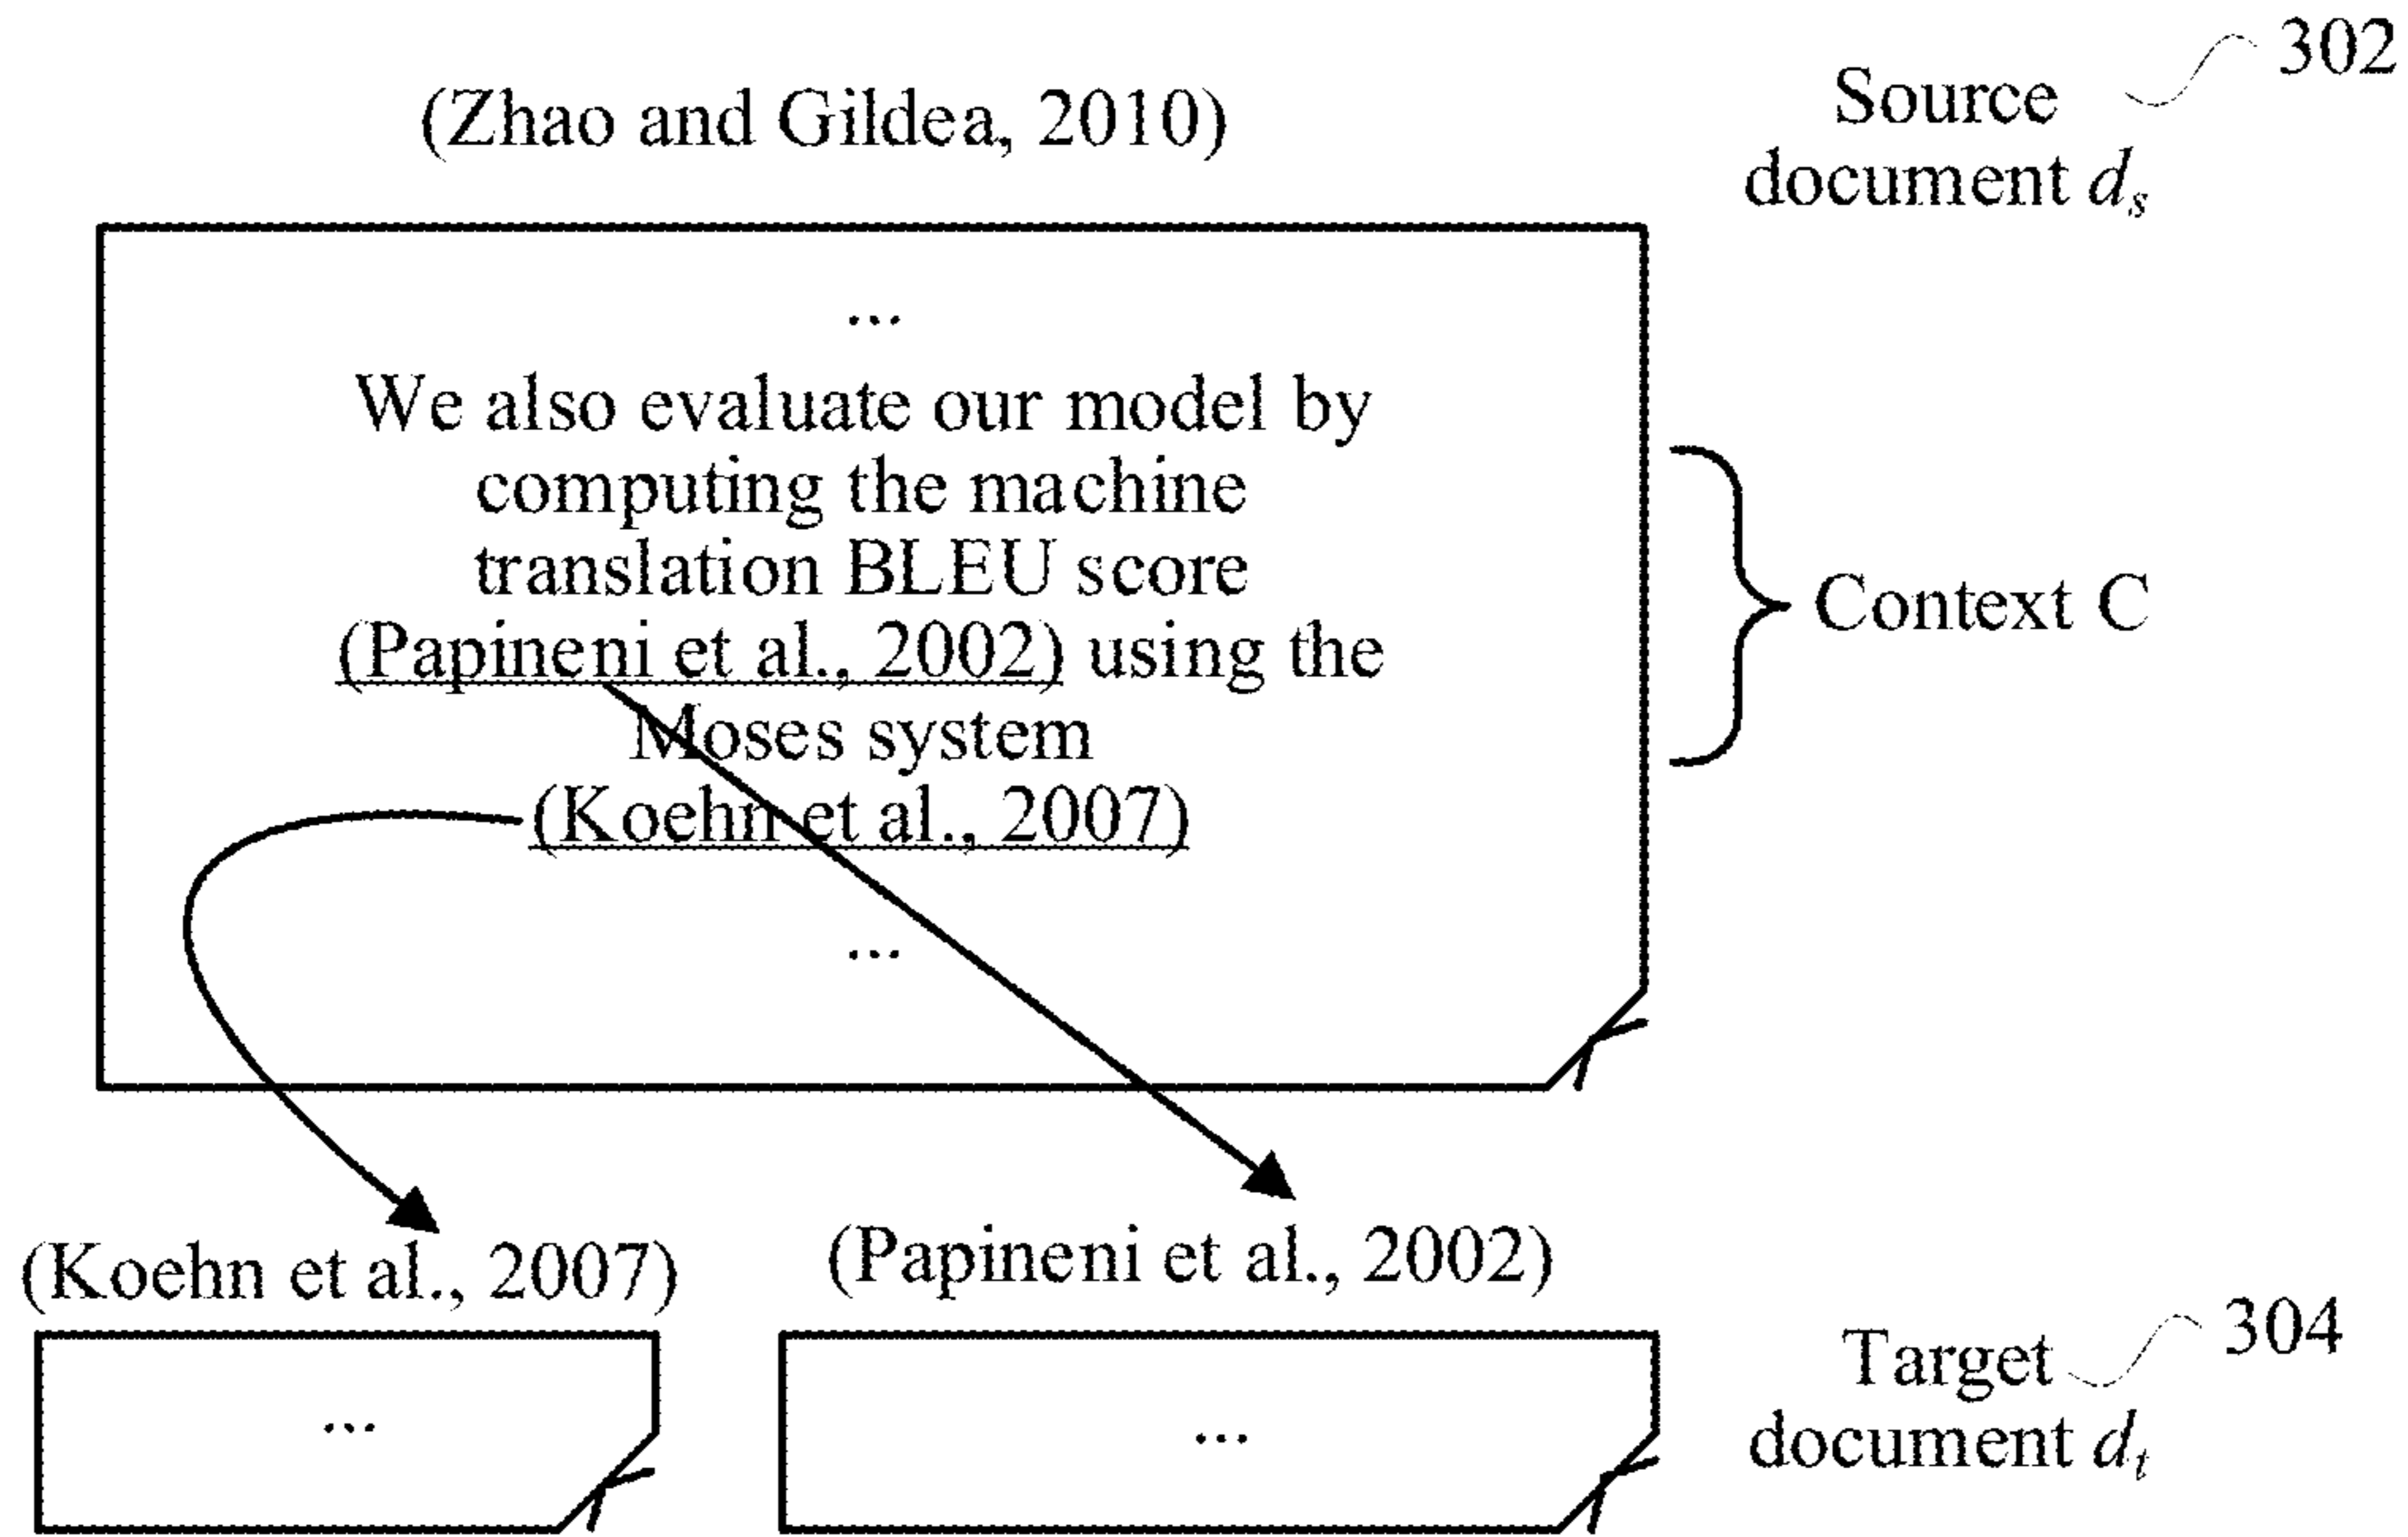 302
(Zhao and Gildea, 2010)
Source
document dₛ
...
We also evaluate our model by
computing the machine
translation BLEU score
(Papineni et al., 2002) using the
Moses system
(Koehn et al., 2007)
...
Context C
(Koehn et al., 2007)
(Papineni et al., 2002)
304
Target
document dₜ
...
...